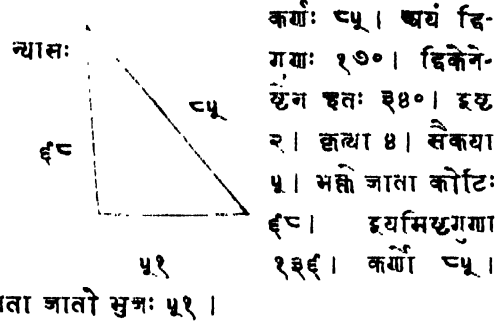 न्यासः
८५
६८
५१
कर्णः ८५ । अयं द्वि-
गुणः १७० । द्विकेने-
ष्टेन हतः ३४० । इष्ट
२ । कृत्या ४ । सैकया
५ । भक्ते जाता कोटिः
६८ । इयमिष्टगुणा
१३६ । कर्णो ८५ ।
जातो भुजः ५१ ।